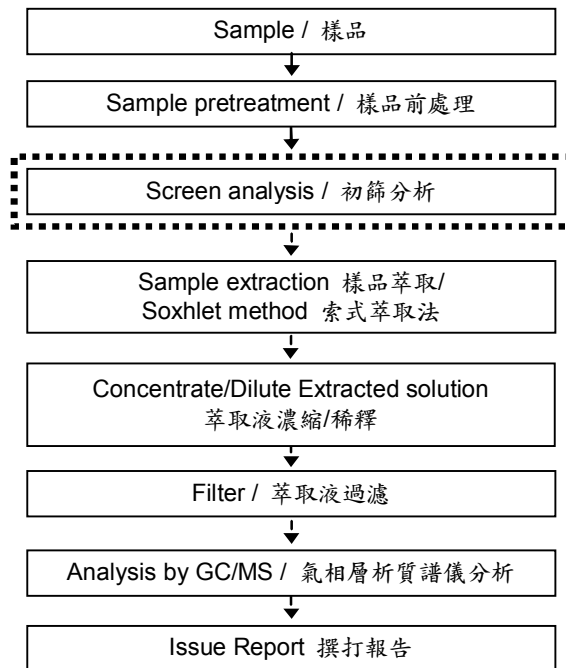 Sample / 樣品
Sample pretreatment / 樣品前處理
Screen analysis / 初篩分析
Sample extraction 樣品萃取/
Soxhlet method 索式萃取法
Concentrate/Dilute Extracted solution
萃取液濃縮/稀釋
Filter / 萃取液過濾
Analysis by GC/MS / 氣相層析質譜儀分析
Issue Report 撰打報告